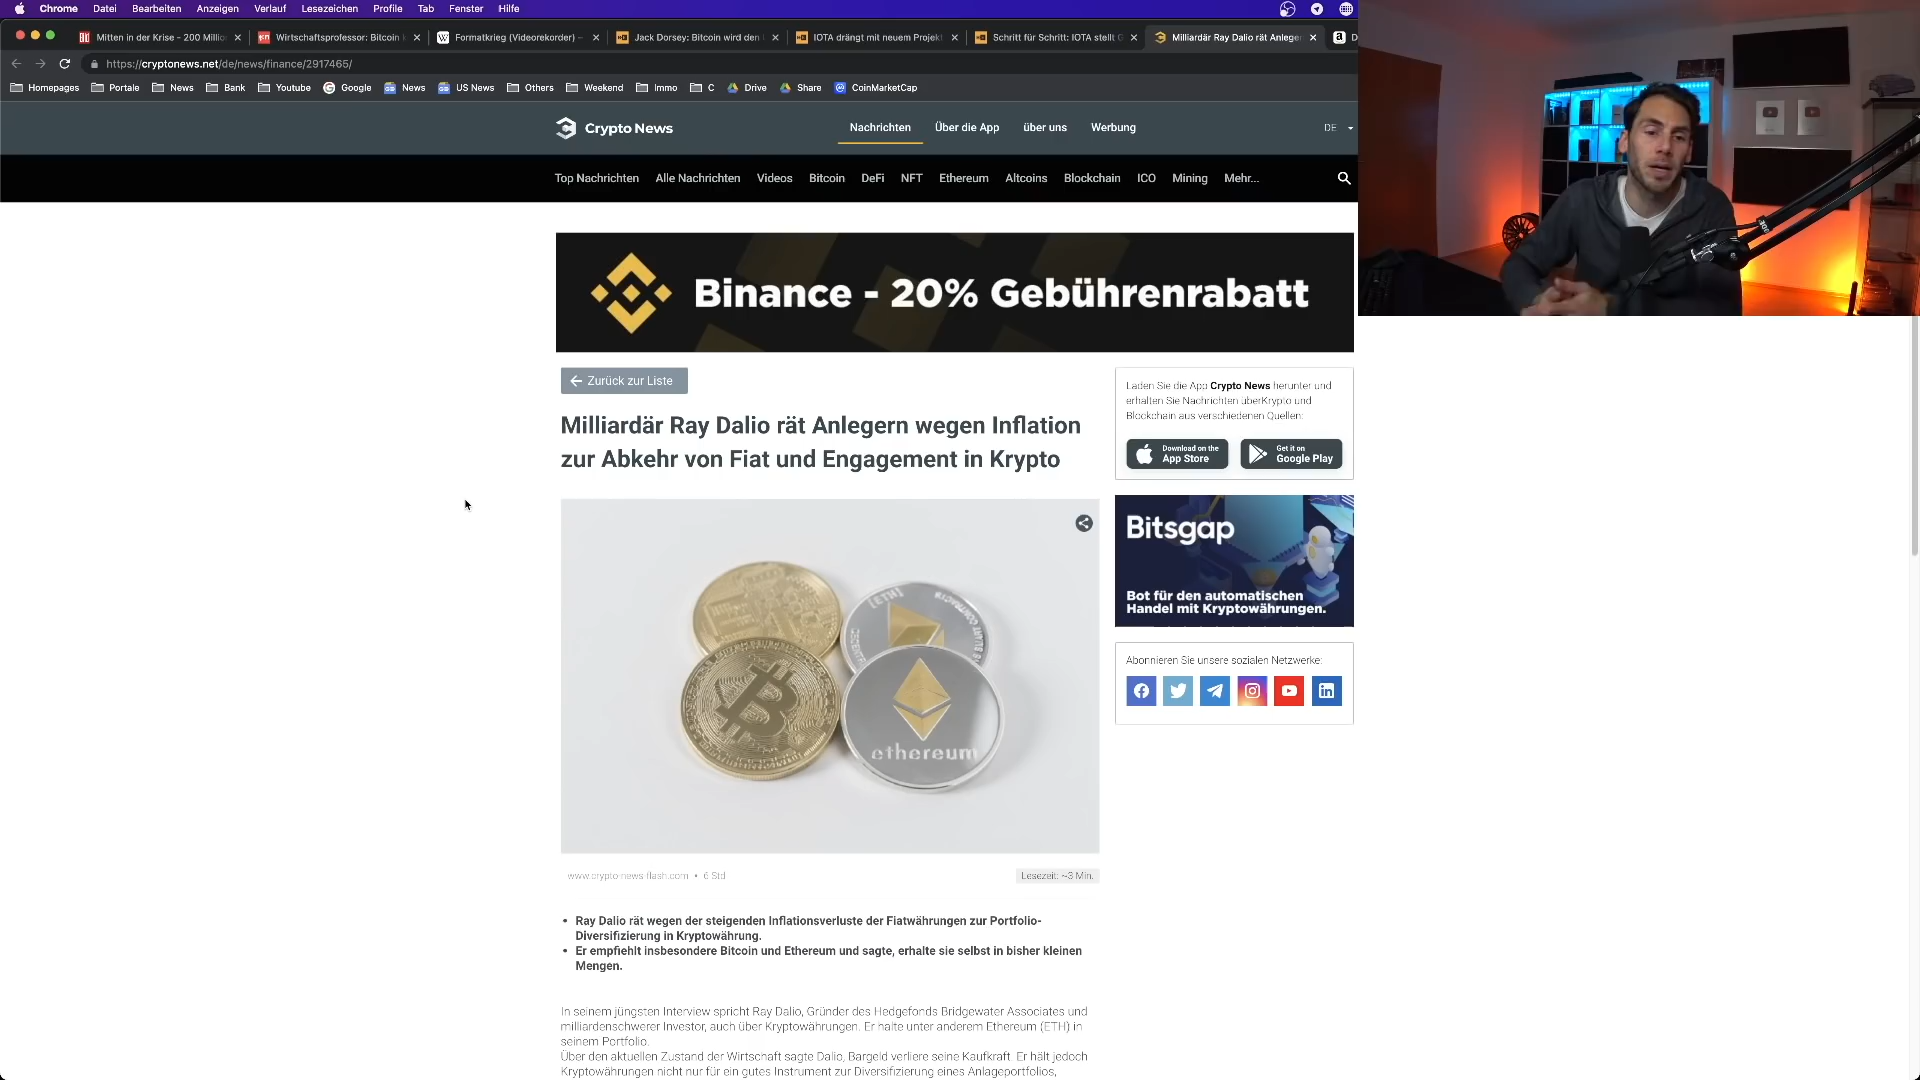 Chrome Datei Bearbeiten Anzeigen Verlauf Lesezeichen Profile Tab Fenster Hilfe
Mitten in der Krise - 200 Millio
Wirtschaftsprofessor: Bitcoin
Formatkrieg (Videorekorder) –
Jack Dorsey: Bitcoin wird den
IOTA drängt mit neuem Projekt
Schritt für Schritt: IOTA stellt
Milliardär Ray Dalio rät Anlege
https://cryptonews.net/de/news/finance/2917465/
Homepages Portale News Bank Youtube Google News US News Others Weekend Immo C Drive Share CoinMarketCap
Crypto News
Nachrichten Über die App über uns Werbung
DE
Top Nachrichten Alle Nachrichten Videos Bitcoin DeFi NFT Ethereum Altcoins Blockchain ICO Mining Mehr...
Binance - 20% Gebührenrabatt
Zurück zur Liste
Milliardär Ray Dalio rät Anlegern wegen Inflation
zur Abkehr von Fiat und Engagement in Krypto
ethereum
www.crypto-news-flash.com • 6 Std
Lesezeit: ~3 Min.
• Ray Dalio rät wegen der steigenden Inflationsverluste der Fiatwährungen zur Portfolio-
Diversifizierung in Kryptowährung.
• Er empfiehlt insbesondere Bitcoin und Ethereum und sagte, erhalte sie selbst in bisher kleinen
Mengen.
In seinem jüngsten Interview spricht Ray Dalio, Gründer des Hedgefonds Bridgewater Associates und
milliardenschwerer Investor, auch über Kryptowährungen. Er halte unter anderem Ethereum (ETH) in
seinem Portfolio.
Über den aktuellen Zustand der Wirtschaft sagte Dalio, Bargeld verliere seine Kaufkraft. Er hält jedoch
Kryptowährungen nicht nur für ein gutes Instrument zur Diversifizierung eines Anlageportfolios,
Laden Sie die App Crypto News herunter und
erhalten Sie Nachrichten überKrypto und
Blockchain aus verschiedenen Quellen:
Download on the
App Store
Get it on
Google Play
Bitsgap
Bot für den automatischen
Handel mit Kryptowährungen.
Abonnieren Sie unsere sozialen Netzwerke: